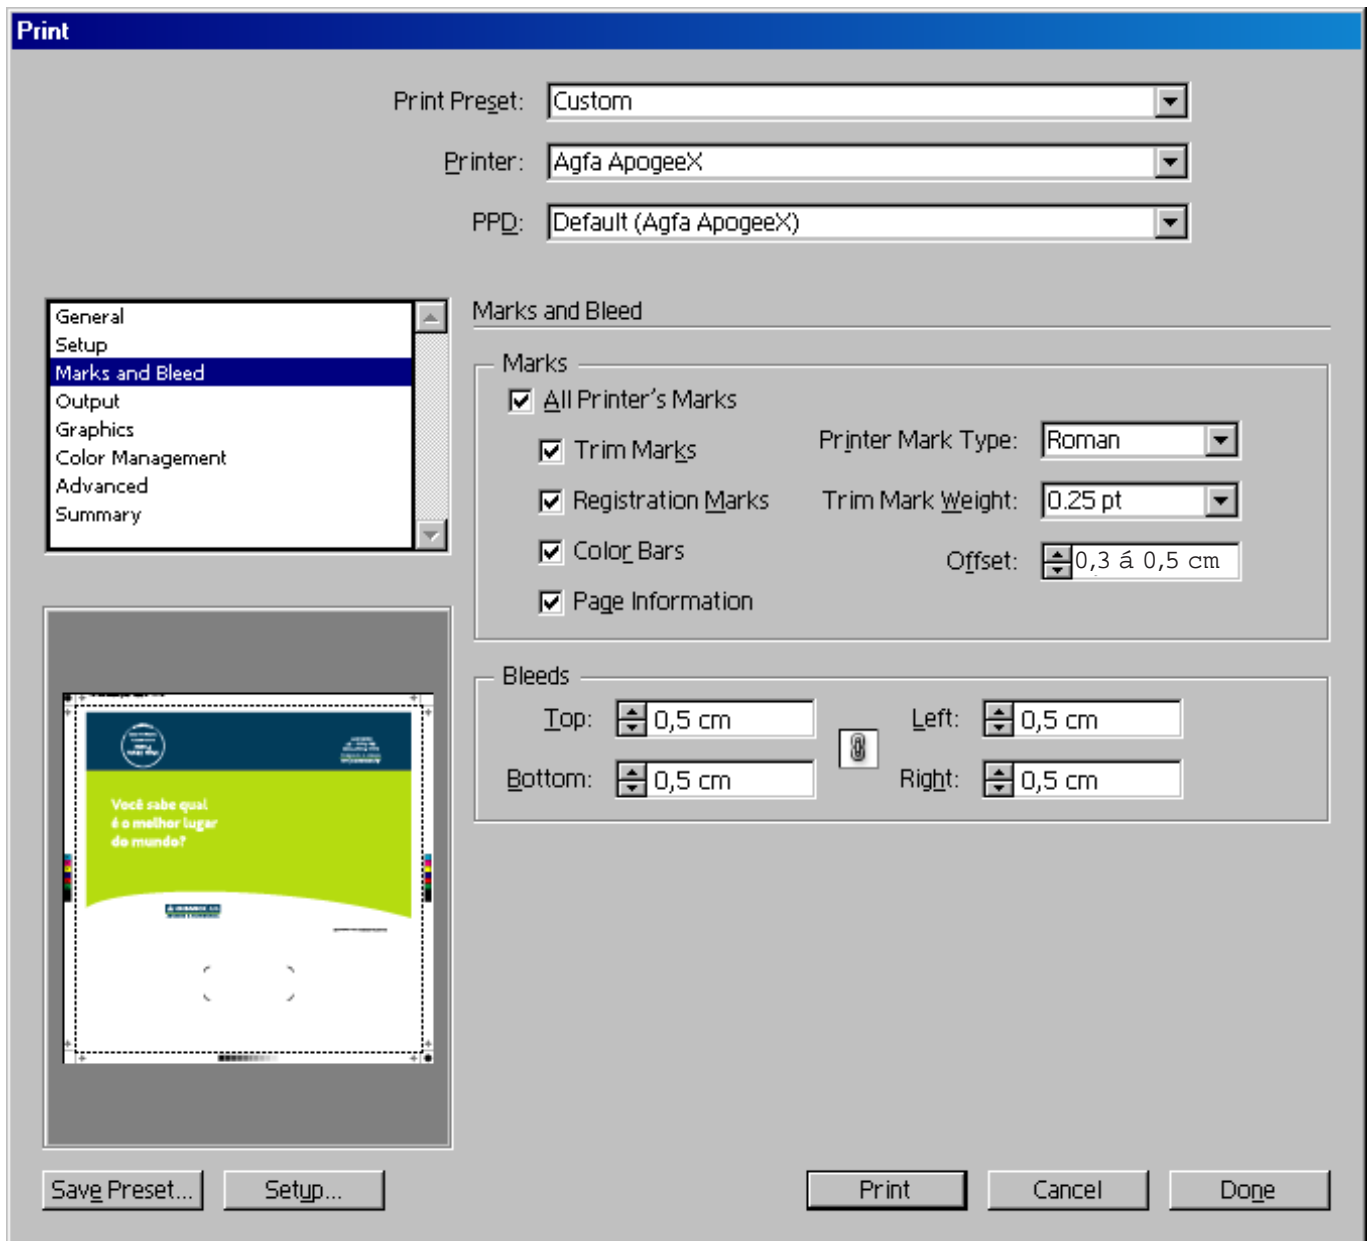 Print
Print Preset: Custom
Printer: Agfa ApogeeX
PPD: Default (Agfa ApogeeX)
General
Setup
Marks and Bleed
Output
Graphics
Color Management
Advanced
Summary
Marks and Bleed
Marks
All Printer's Marks
Trim Marks
Registration Marks
Color Bars
Page Information
Printer Mark Type: Roman
Trim Mark Weight: 0.25 pt
Offset: 0,3 á 0,5 cm
Bleeds
Top: 0,5 cm
Bottom: 0,5 cm
Left: 0,5 cm
Right: 0,5 cm
Você sabe qual
é o melhor lugar
do mundo?
Save Preset...
Setup...
Print
Cancel
Done